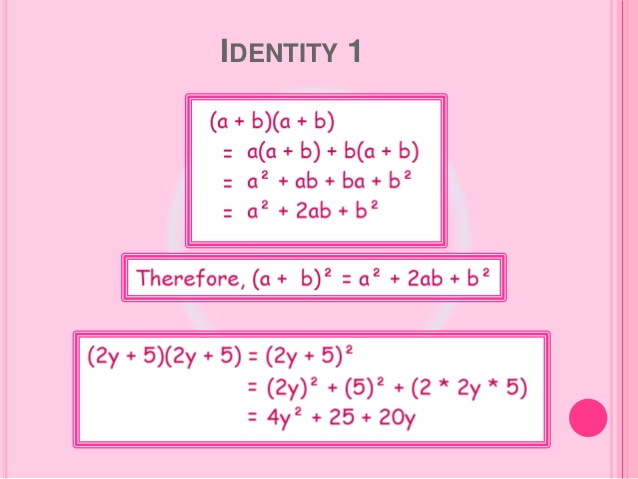 IDENTITY 1
(a + b)(a + b)
= a(a + b) + b(a + b)
= a² + ab + ba + b²
= a² + 2ab + b²
Therefore, (a + b)² = a² + 2ab + b²
(2y + 5)(2y + 5) = (2y + 5)²
= (2y)² + (5)² + (2 * 2y * 5)
= 4y² + 25 + 20y